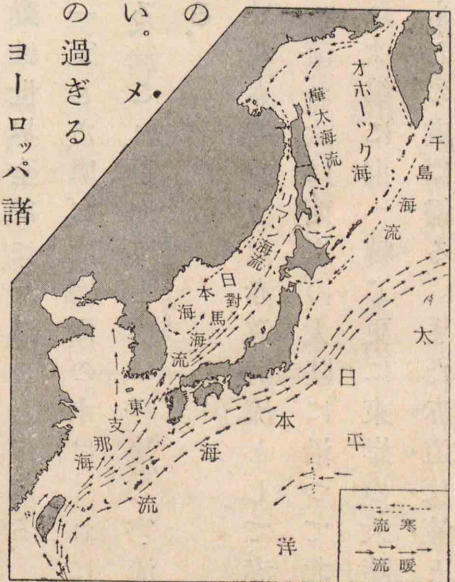 の
い。メ
の過ぎる
ヨーロッパ諸
オホーツク海
樺太海流
千島海流
リマン海流
日本海
對馬海流
東支那海
日本海流
太平洋
寒流
暖流